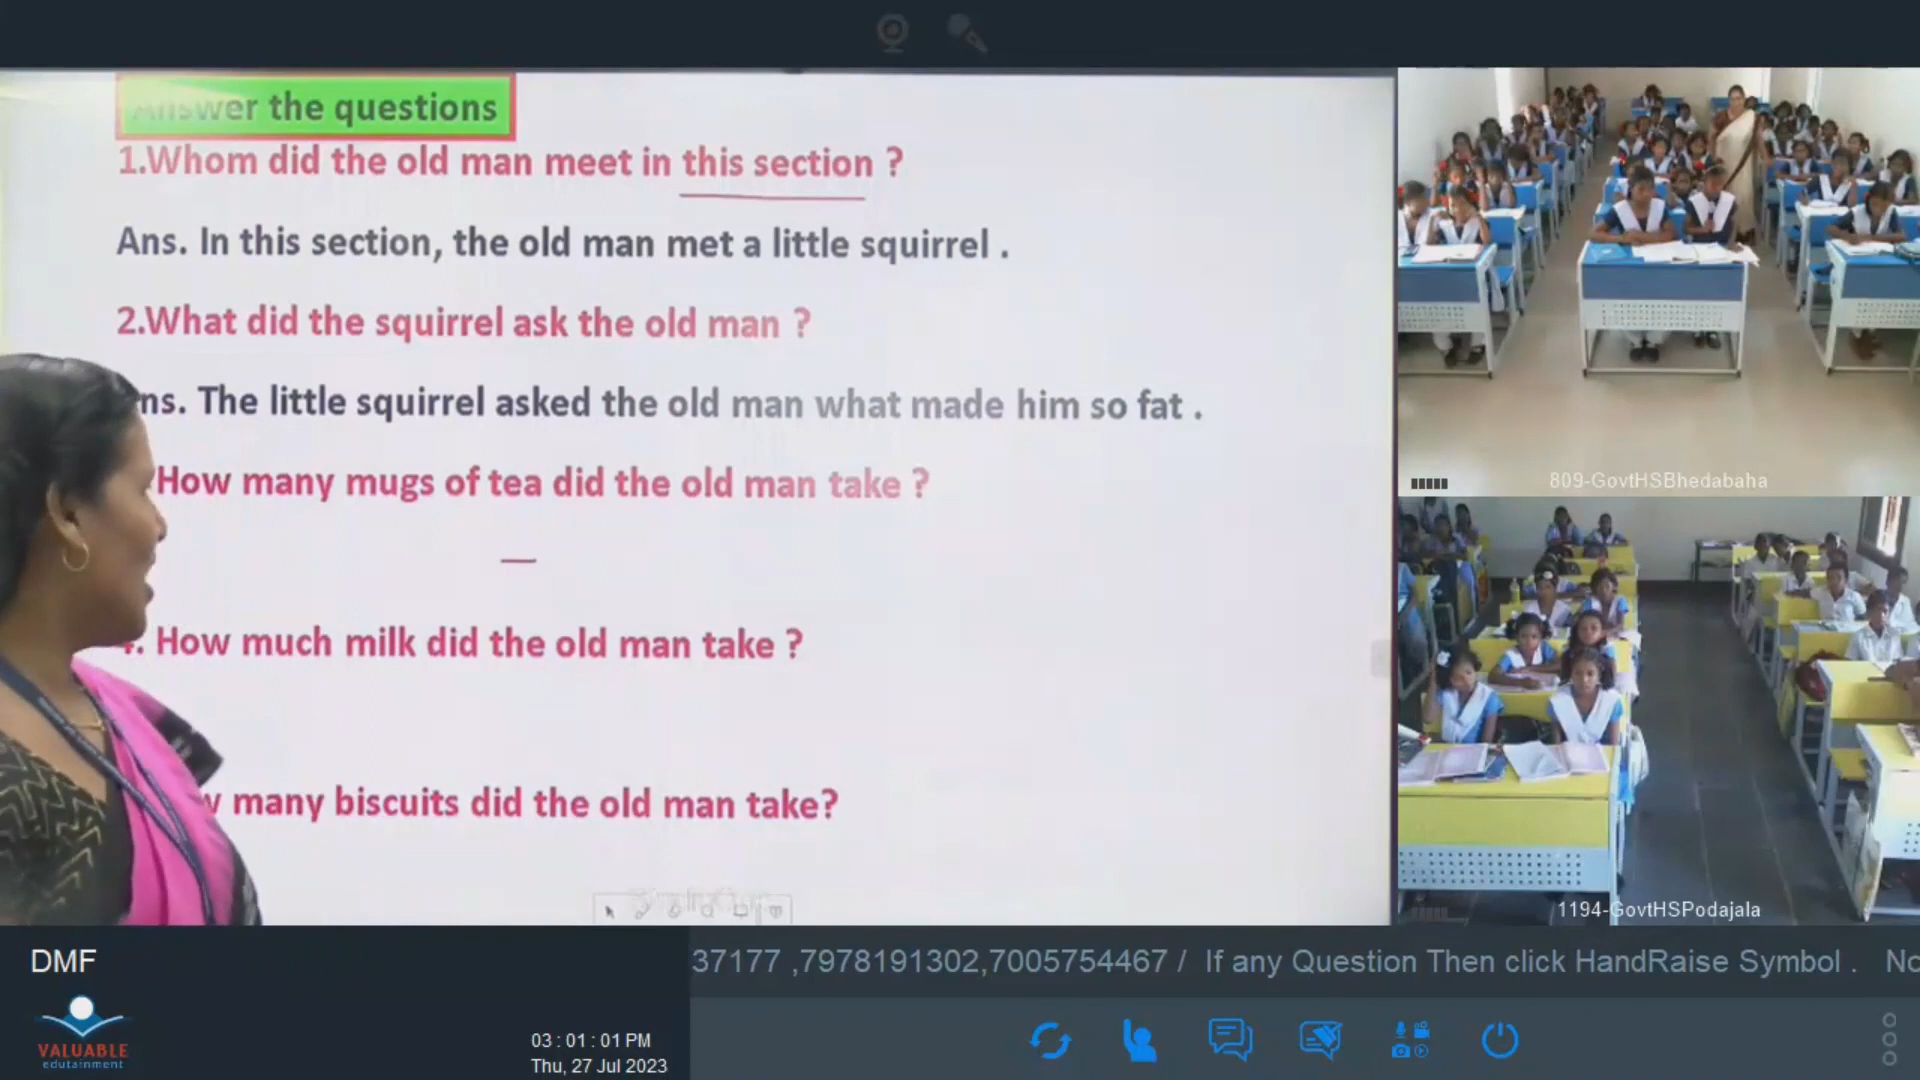 Answer the questions
1.Whom did the old man meet in this section ?
Ans. In this section, the old man met a little squirrel .
2.What did the squirrel ask the old man ?
ns. The little squirrel asked the old man what made him so fat .
How many mugs of tea did the old man take ?
4. How much milk did the old man take ?
many biscuits did the old man take?
809-GovtHSBhedabaha
1194-GovtHSPodajala
DMF
37177 ,7978191302,7005754467 / If any Question Then click HandRaise Symbol . No
VALUABLE
edutainment
03 : 01 : 01 PM
Thu, 27 Jul 2023